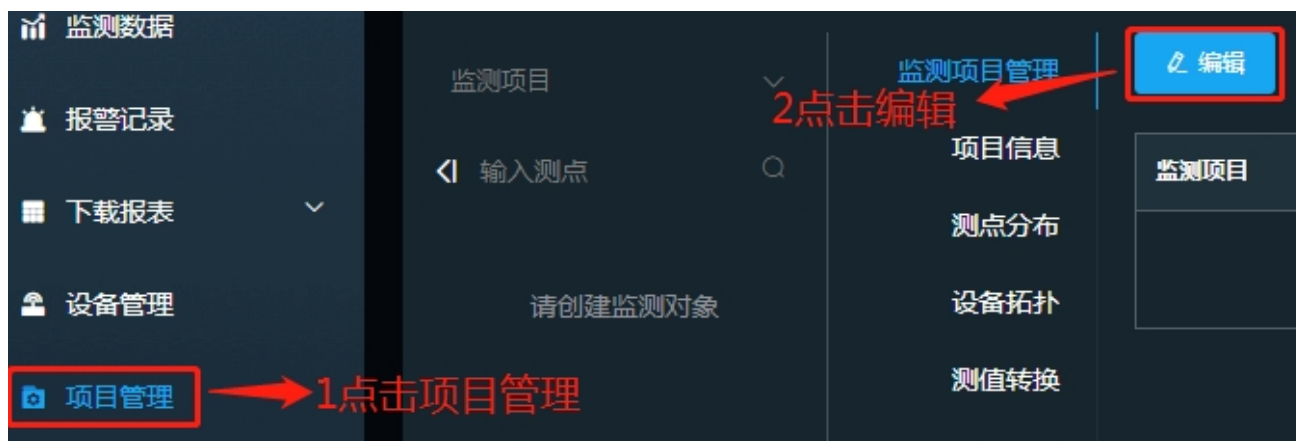 监测数据
报警记录
下载报表
设备管理
项目管理
1点击项目管理
监测项目
输入测点
请创建监测对象
监测项目管理
2点击编辑
项目信息
测点分布
设备拓扑
测值转换
编辑
监测项目